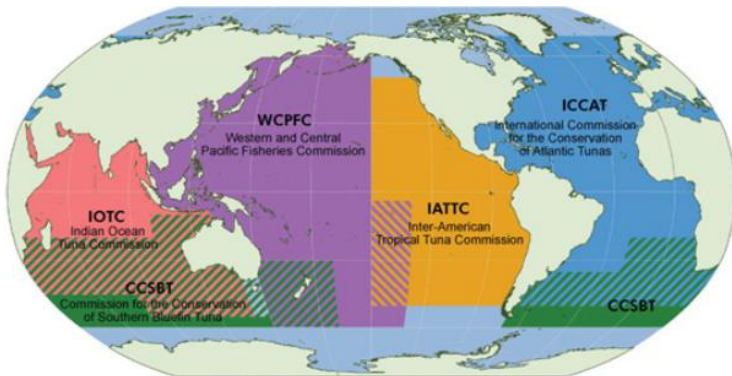 WCPFC
Western and Central
Pacific Fisheries Commission
ICCAT
International Commission
for the Conservation
of Atlantic Tunas
IOTC
Indian Ocean
Tuna Commission
IATTC
Inter-American
Tropical Tuna Commission
CCSBT
Commission for the Conservation
of Southern Bluefin Tuna
CCSBT